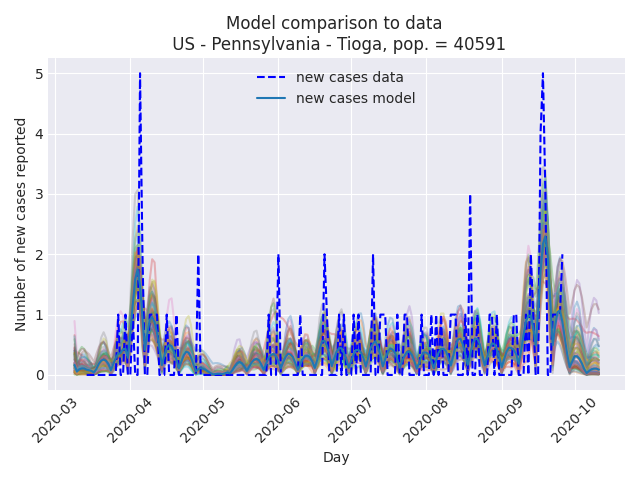 Model comparison to data
US - Pennsylvania - Tioga, pop. = 40591
new cases data
new cases model
Number of new cases reported
5
4
3
2
1
0
2020-03
2020-04
2020-05
2020-06
2020-07
2020-08
2020-09
2020-10
Day